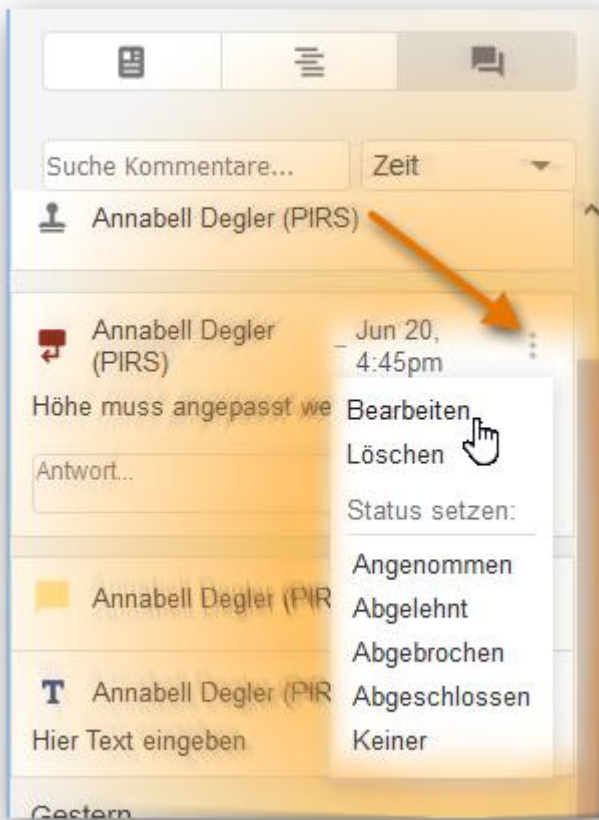 Suche Kommentare...
Zeit
Annabell Degler (PIRS)
Annabell Degler
(PIRS)
– Jun 20,
4:45pm
Höhe muss angepasst we
Bearbeiten
Löschen
Antwort...
Status setzen:
Angenommen
Annabell Degler (PIR
Abgelehnt
Abgebrochen
T Annabell Degler (PIR
Abgeschlossen
Hier Text eingeben
Keiner
Gestern